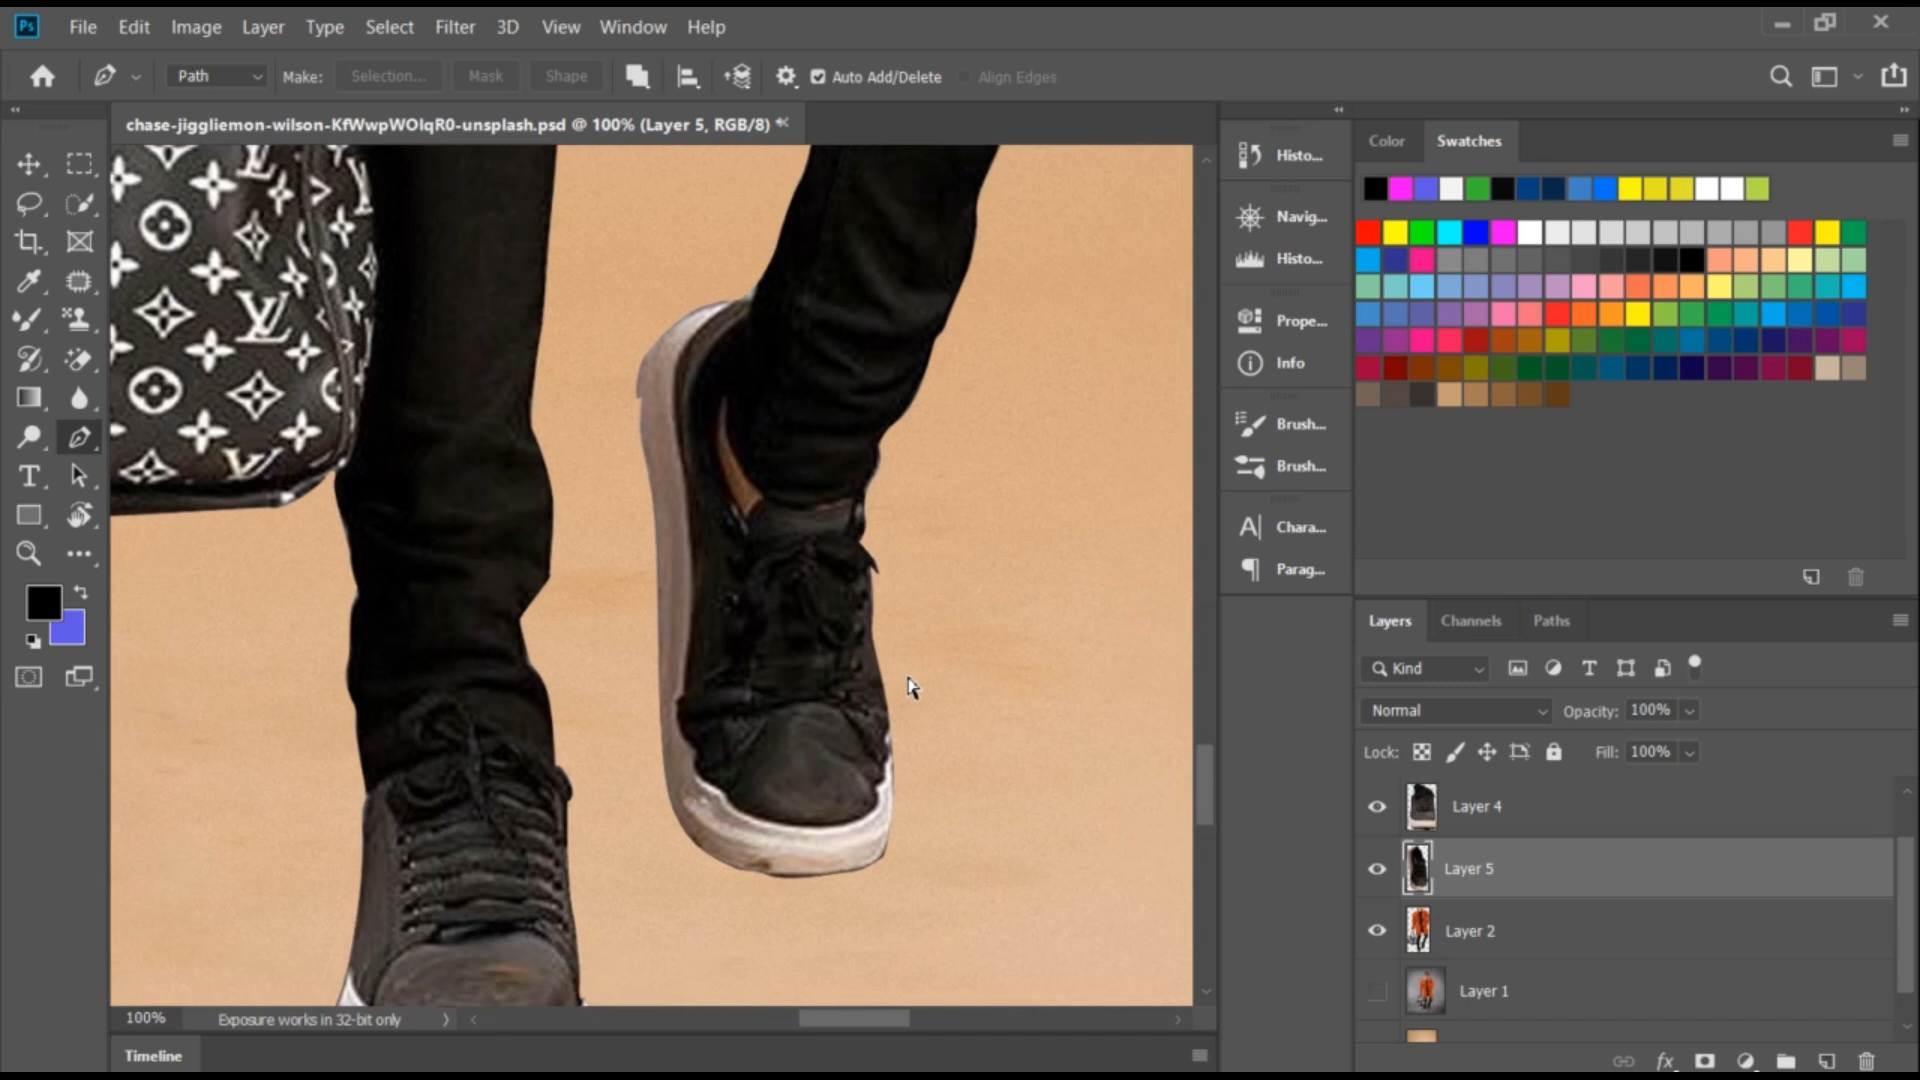 Ps File Edit Image Layer Type Select Filter 3D View Window Help
Path Make: Selection... Mask Shape Auto Add/Delete Align Edges
chase-jiggliemon-wilson-KfWwpWOIqR0-unsplash.psd @ 100% (Layer 5, RGB/8) *
Histo...
Navig...
Histo...
Prope...
Info
Brush...
Brush...
Chara...
Parag...
Color Swatches
Layers Channels Paths
Kind
Normal Opacity: 100%
Lock: Fill: 100%
Layer 4
Layer 5
Layer 2
Layer 1
fx
100% Exposure works in 32-bit only
Timeline